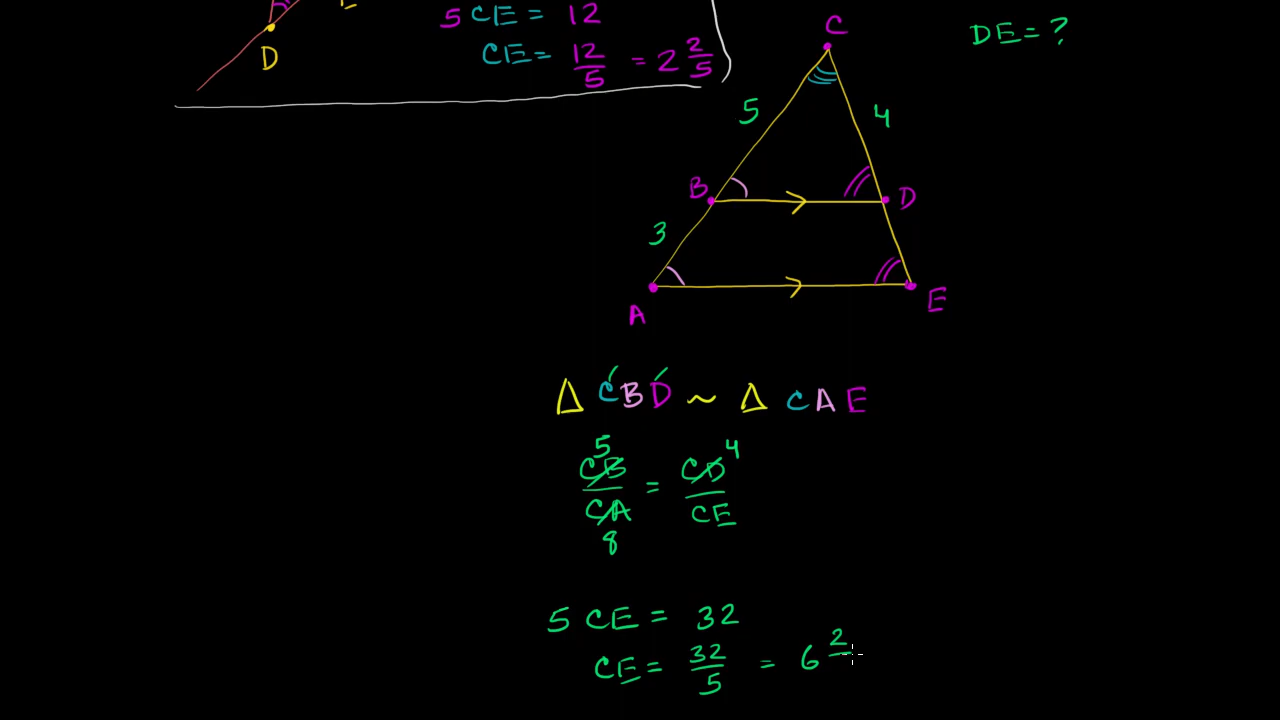 E
D
5 CE = 12
CE = 12/5 = 2 2/5
DE = ?
C
5
4
B
D
3
A
E
Δ CBD ~ Δ CAE
5 4
CB/CA = CD/CE
8
5 CE = 32
CE = 32/5 = 6 2